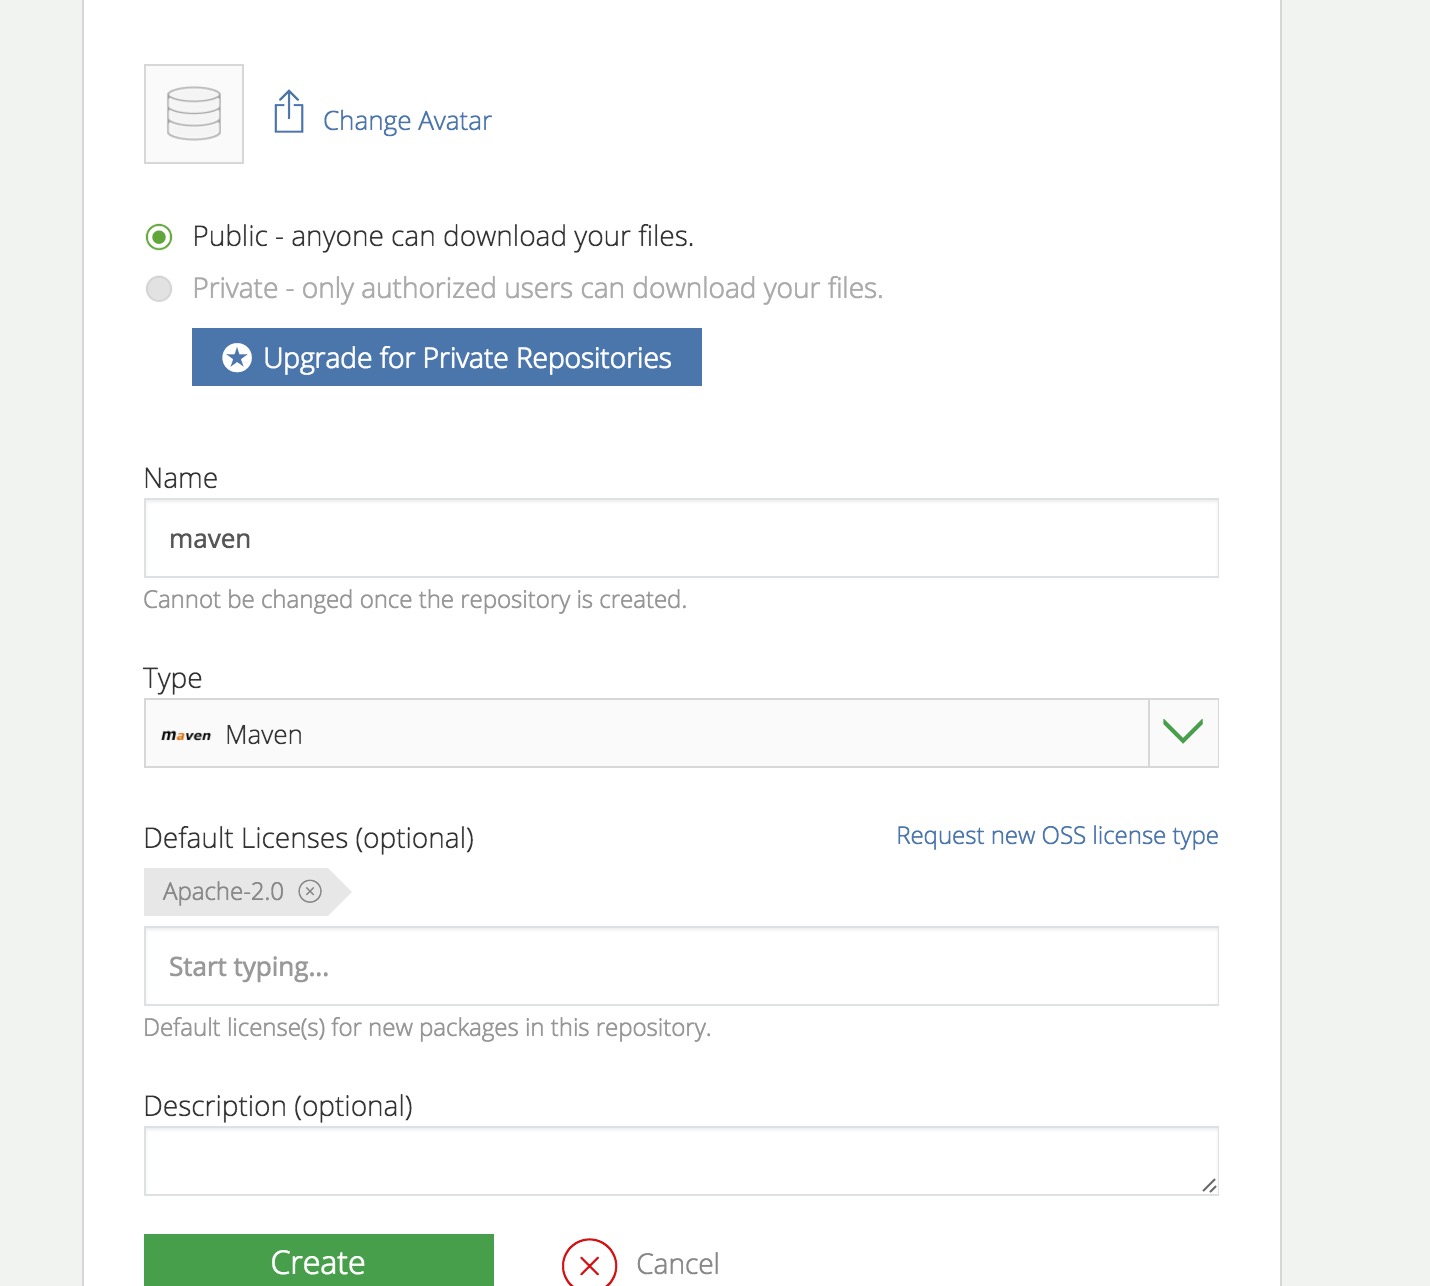 Change Avatar
Public - anyone can download your files.
Private - only authorized users can download your files.
Upgrade for Private Repositories
Name
maven
Cannot be changed once the repository is created.
Type
maven Maven
Default Licenses (optional) Request new OSS license type
Apache-2.0
Start typing...
Default license(s) for new packages in this repository.
Description (optional)
Create Cancel